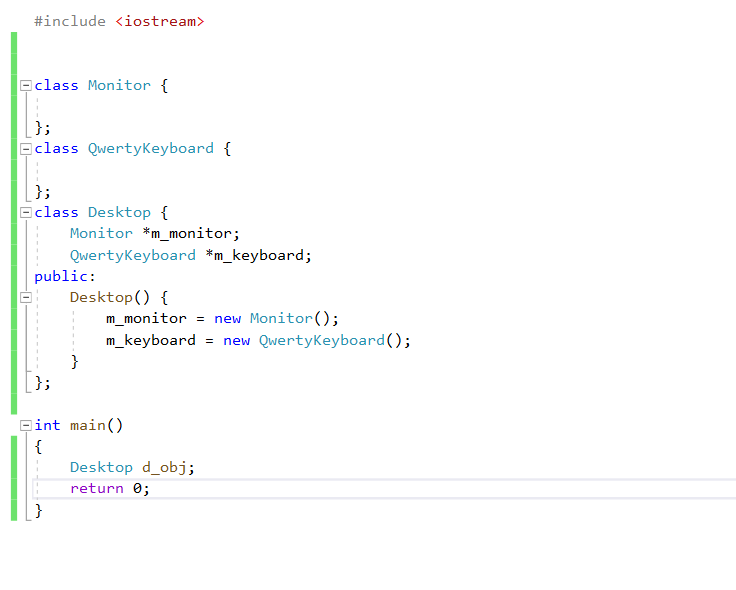 #include <iostream>
class Monitor {
};
class QwertyKeyboard {
};
class Desktop {
    Monitor *m_monitor;
    QwertyKeyboard *m_keyboard;
public:
    Desktop() {
        m_monitor = new Monitor();
        m_keyboard = new QwertyKeyboard();
    }
};
int main()
{
    Desktop d_obj;
    return 0;
}